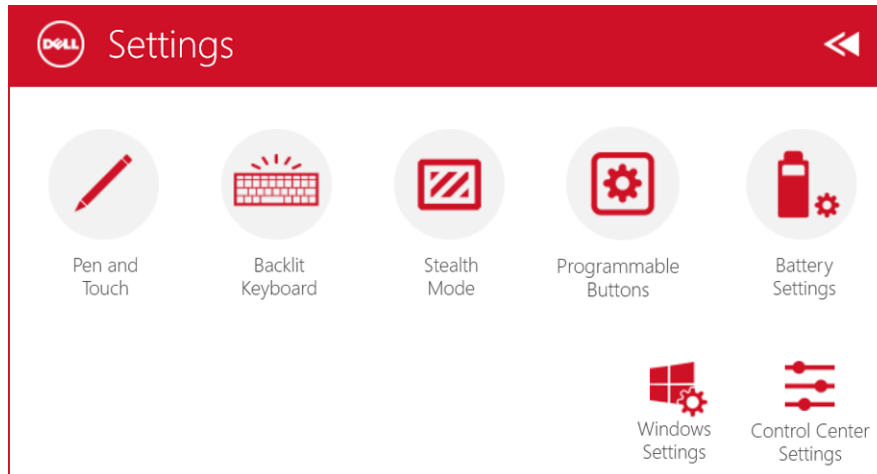 DELL
Settings
Pen and
Touch
Backlit
Keyboard
Stealth
Mode
Programmable
Buttons
Battery
Settings
Windows
Settings
Control Center
Settings